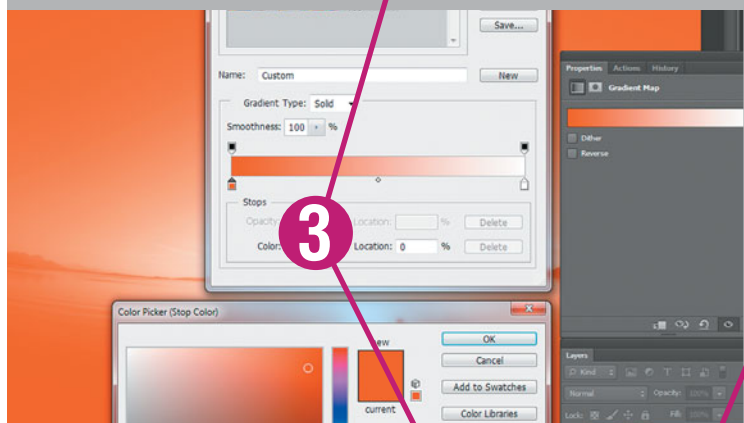 Save...
Name: Custom New
Gradient Type: Solid
Smoothness: 100 %
Stops
Opacity: Location: % Delete
3
Color: Location: 0 % Delete
Color Picker (Stop Color)
new
OK
Cancel
Add to Swatches
current
Color Libraries
Properties Actions History
Gradient Map
Dither
Reverse
Layers
Kind
Normal Opacity: 100%
Lock: Fill: 100%